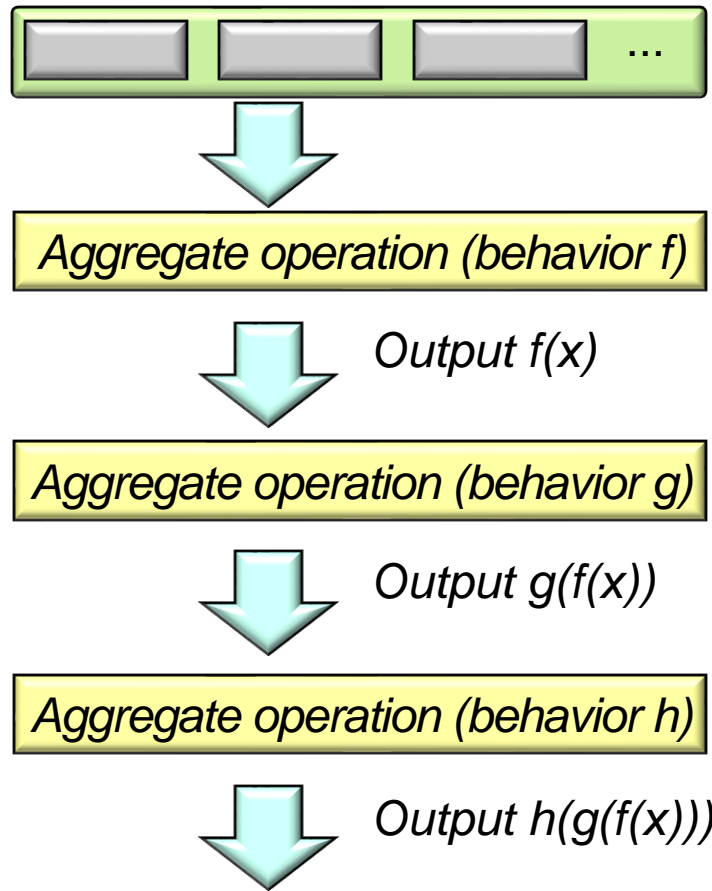 ...
Aggregate operation (behavior f)
Output f(x)
Aggregate operation (behavior g)
Output g(f(x))
Aggregate operation (behavior h)
Output h(g(f(x)))